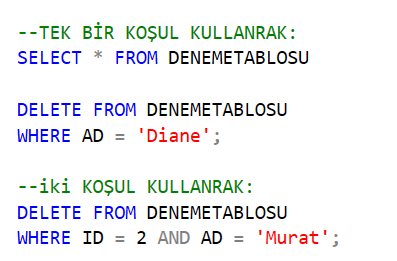 --TEK BİR KOŞUL KULLANRAK:
SELECT * FROM DENEMETABLOSU
DELETE FROM DENEMETABLOSU
WHERE AD = 'Diane';
--iki KOŞUL KULLANRAK:
DELETE FROM DENEMETABLOSU
WHERE ID = 2 AND AD = 'Murat';